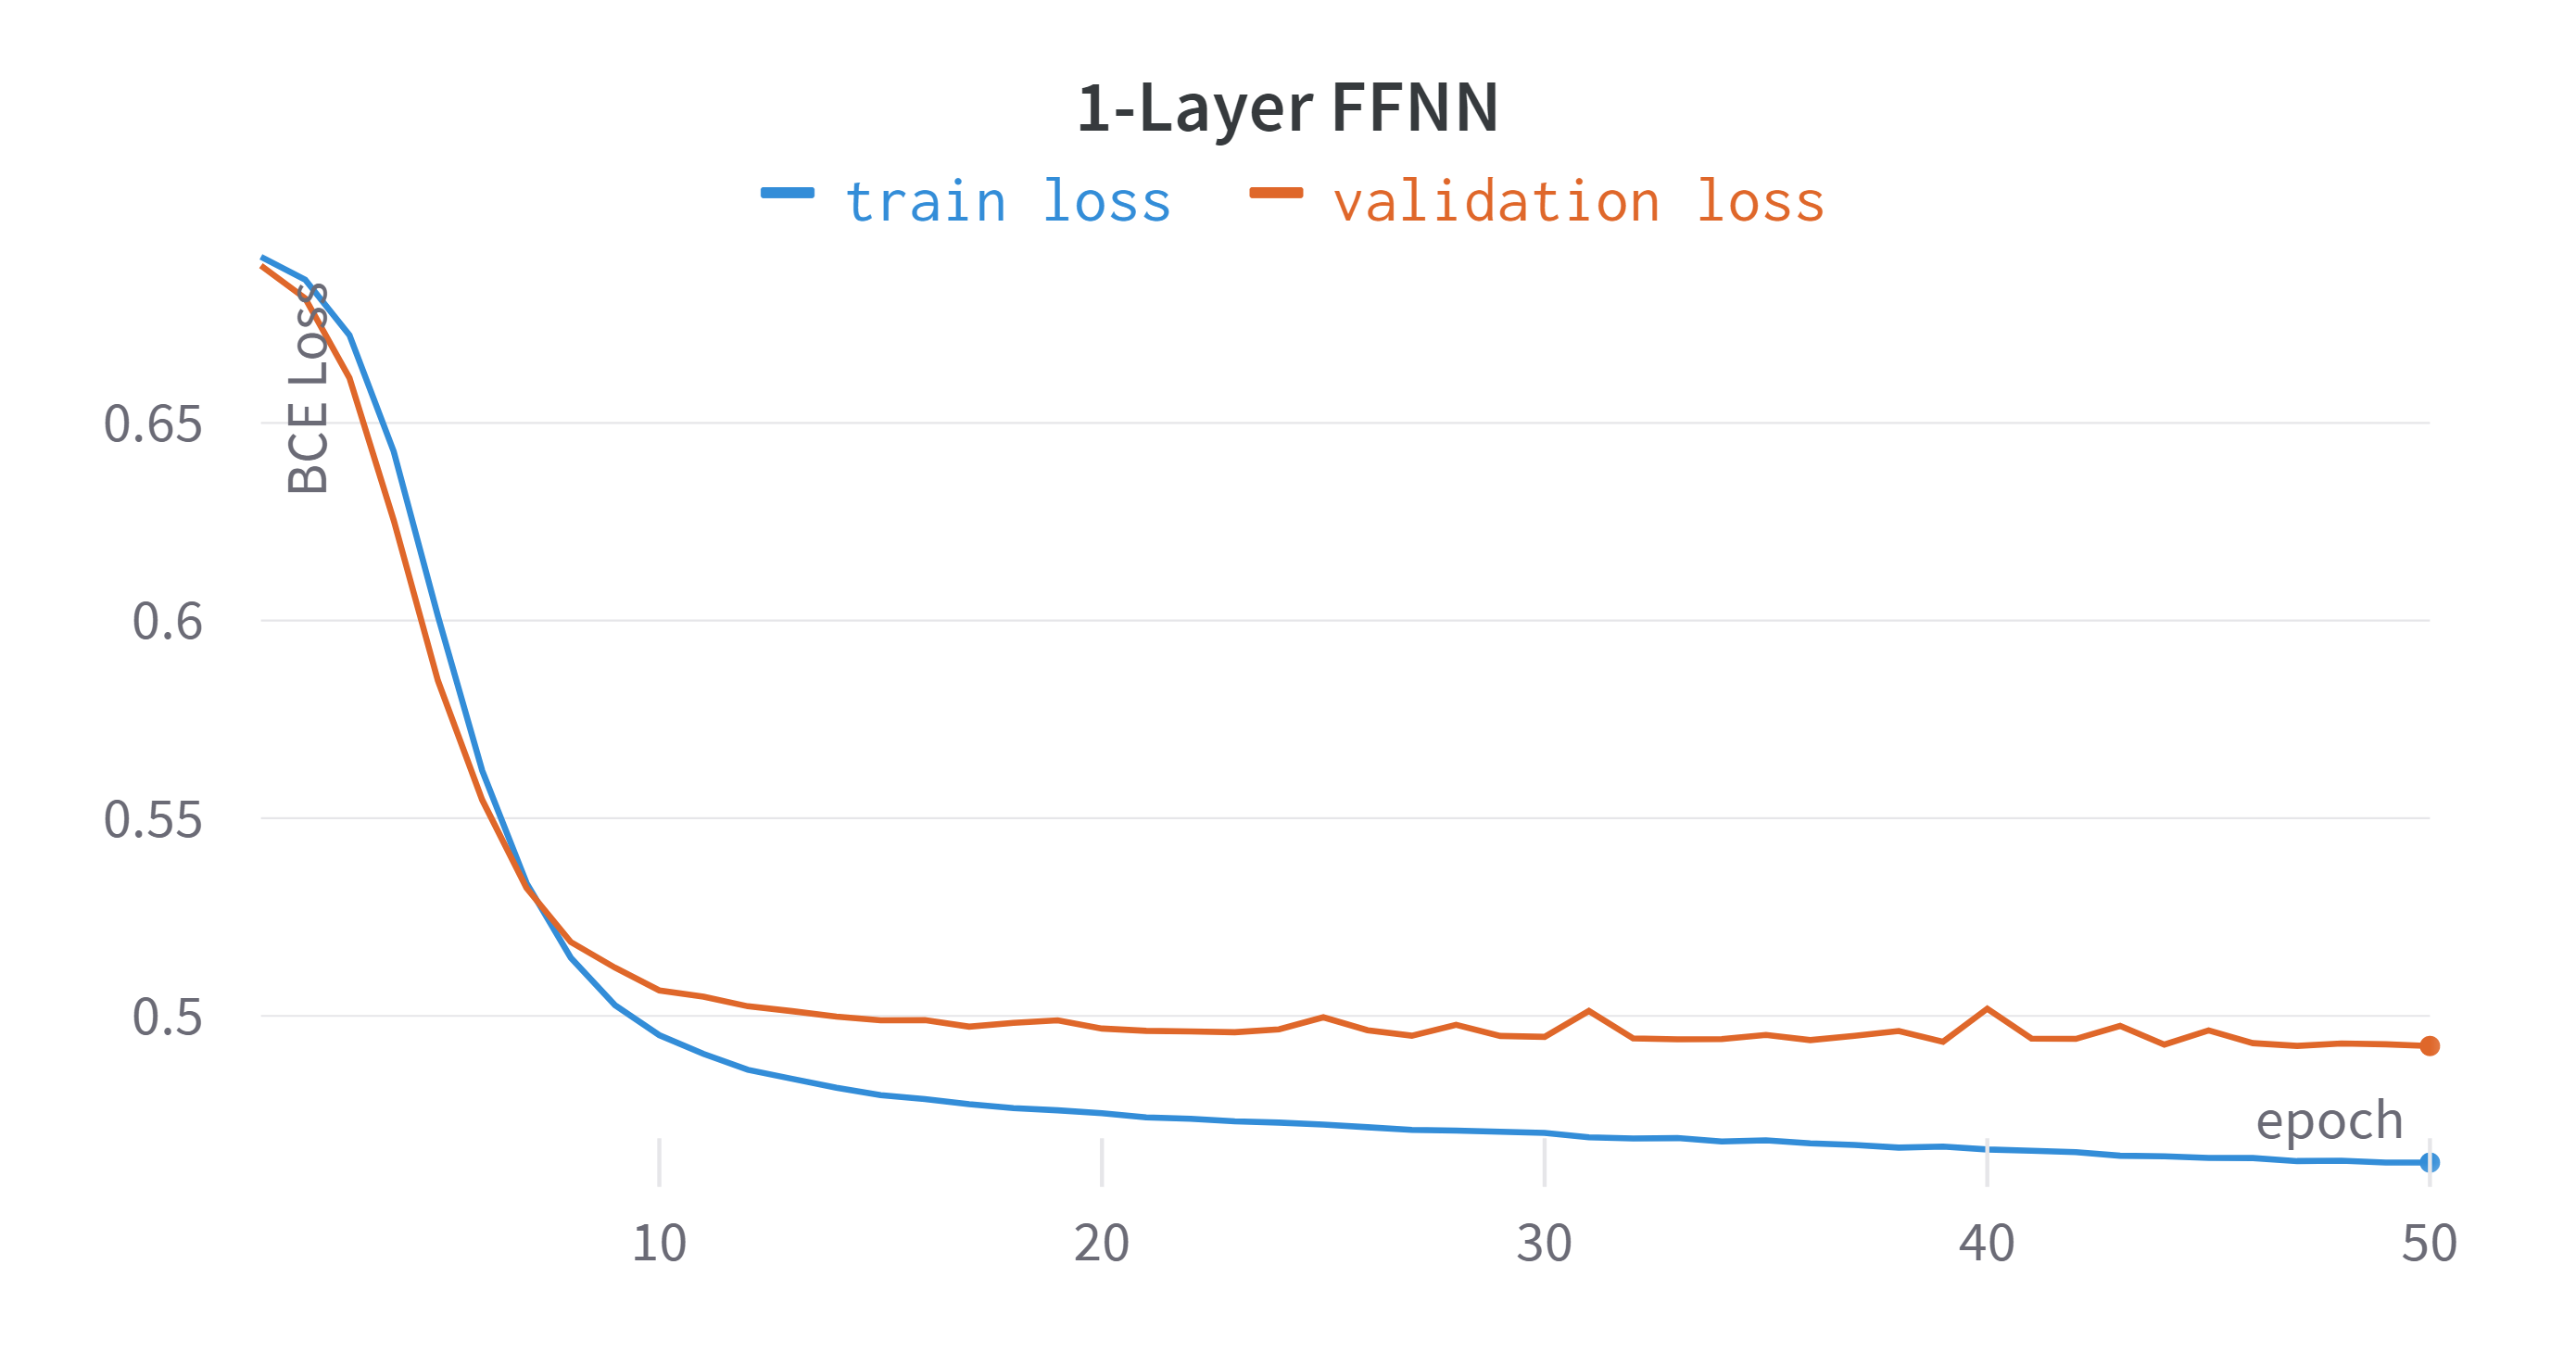 1-Layer FFNN
train loss validation loss
BCE Loss
0.65
0.6
0.55
0.5
epoch
10 20 30 40 50